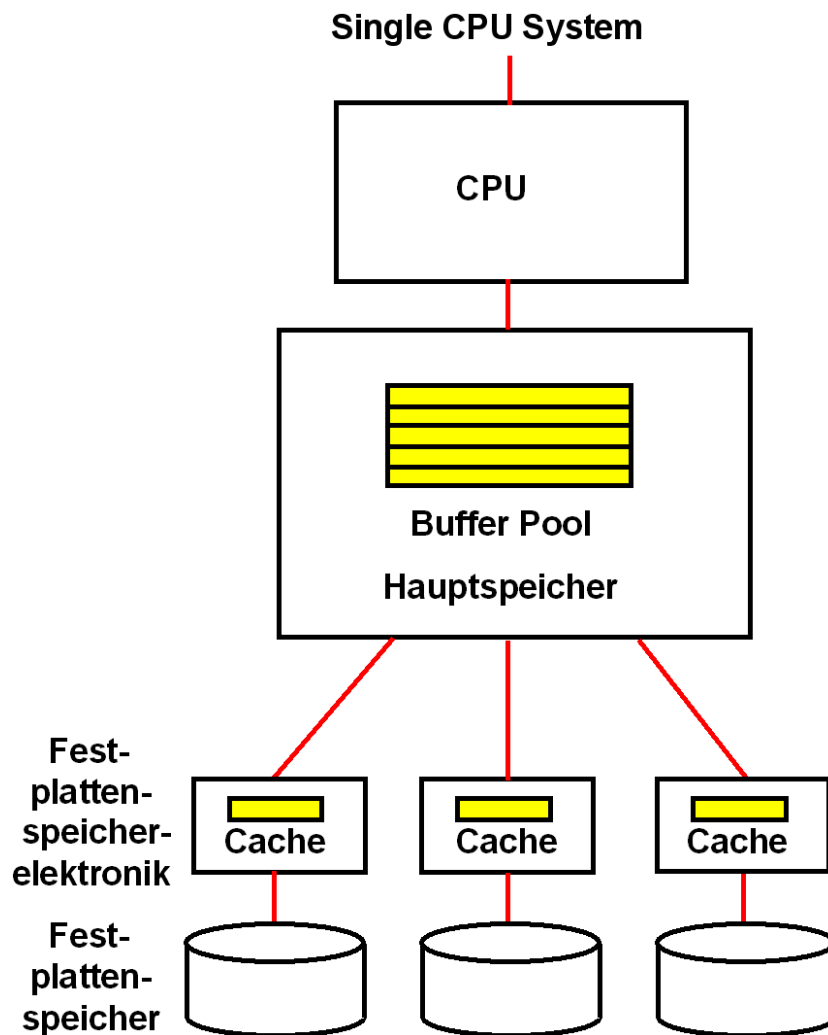 Single CPU System
CPU
Buffer Pool
Hauptspeicher
Fest-
platten-
speicher-
elektronik
Cache
Cache
Cache
Fest-
platten-
speicher